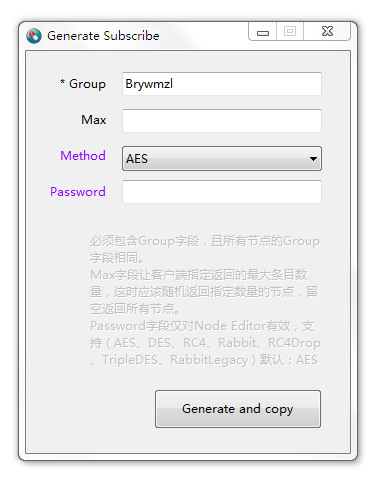 Generate Subscribe
* Group
Brywmzl
Max
Method
AES
Password
必须包含Group字段，且所有节点的Group
字段相同。
Max字段让客户端指定返回的最大条目数
量，这时应该随机返回指定数量的节点，留
空返回所有节点。
Password字段仅对Node Editor有效，支
持（AES、DES、RC4、Rabbit、RC4Drop
、TripleDES、RabbitLegacy）默认：AES
Generate and copy